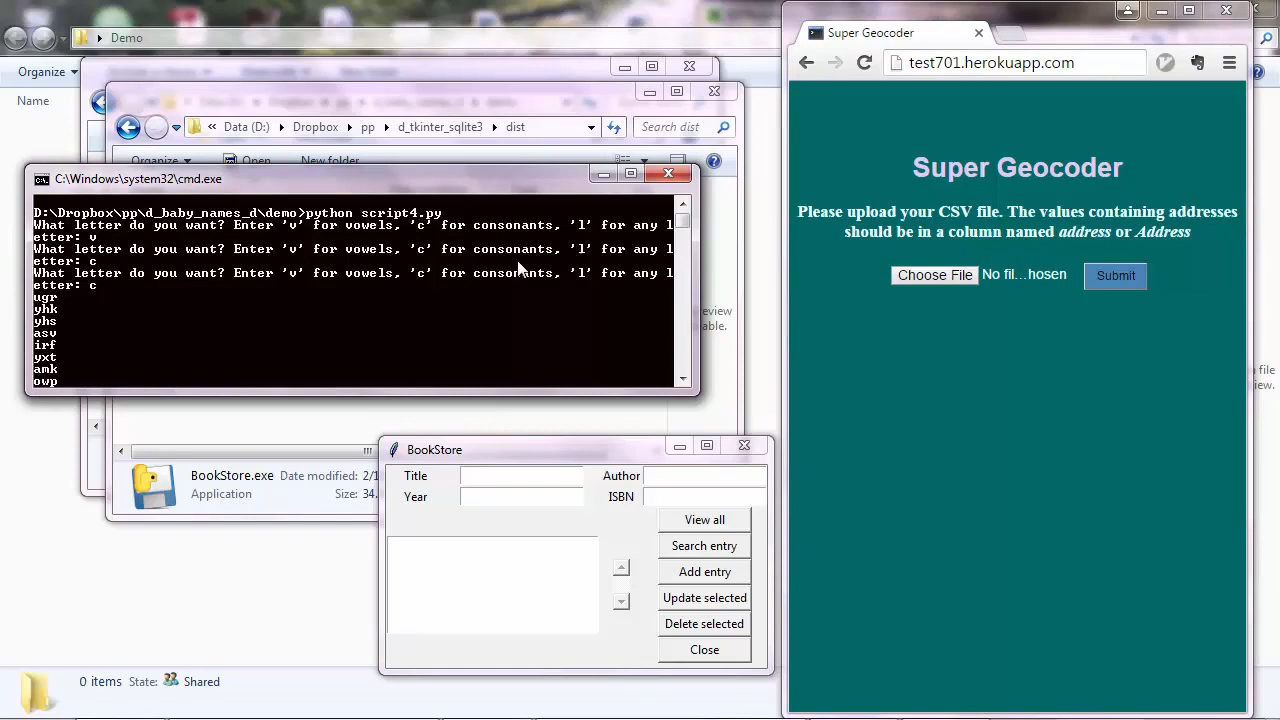 Demo
Organize
Name
« Data (D:) Dropbox pp d_tkinter_sqlite3 dist
Search dist
Organize Open New folder
C:\Windows\system32\cmd.exe
D:\Dropbox\pp\d_baby_names_d\demo>python script4.py
What letter do you want? Enter 'v' for vowels, 'c' for consonants, 'l' for any l
etter: v
What letter do you want? Enter 'v' for vowels, 'c' for consonants, 'l' for any l
etter: c
What letter do you want? Enter 'v' for vowels, 'c' for consonants, 'l' for any l
etter: c
ugr
yhk
yhs
asv
irf
yxt
amk
owp
BookStore.exe Date modified: 2/1
Application Size: 34.
BookStore
Title Author
Year ISBN
View all
Search entry
Add entry
Update selected
Delete selected
Close
0 items State: Shared
Super Geocoder
test701.herokuapp.com
Super Geocoder
Please upload your CSV file. The values containing addresses
should be in a column named address or Address
Choose File No fil...hosen Submit